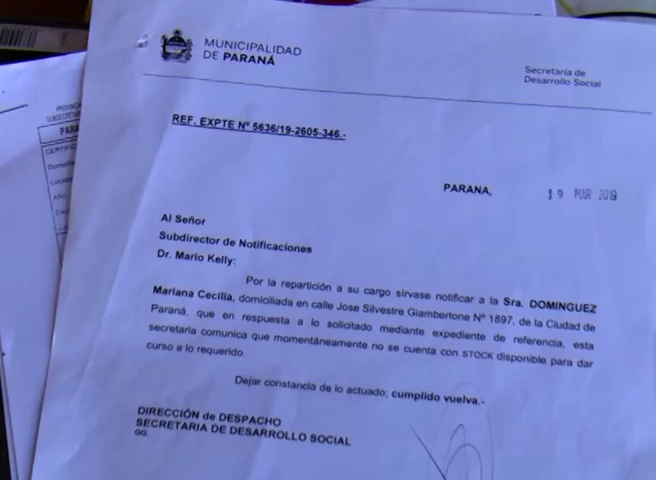 MUNICIPALIDAD
DE PARANÁ
Secretaría de
Desarrollo Social
REF. EXPTE Nº 5636/19-2605-346.-
PARANA, 19 MAR 2019
Al Señor
Subdirector de Notificaciones
Dr. Mario Kelly:
Por la repartición a su cargo sírvase notificar a la Sra. DOMINGUEZ
Mariana Cecilia, domiciliada en calle Jose Silvestre Giambertone Nº 1897, de la Ciudad de
Paraná, que en respuesta a lo solicitado mediante expediente de referencia, esta
secretaria comunica que momentáneamente no se cuenta con STOCK disponible para dar
curso a lo requerido.
Dejar constancia de lo actuado; cumplido vuelva.-
DIRECCIÓN de DESPACHO
SECRETARIA DE DESARROLLO SOCIAL
GG.